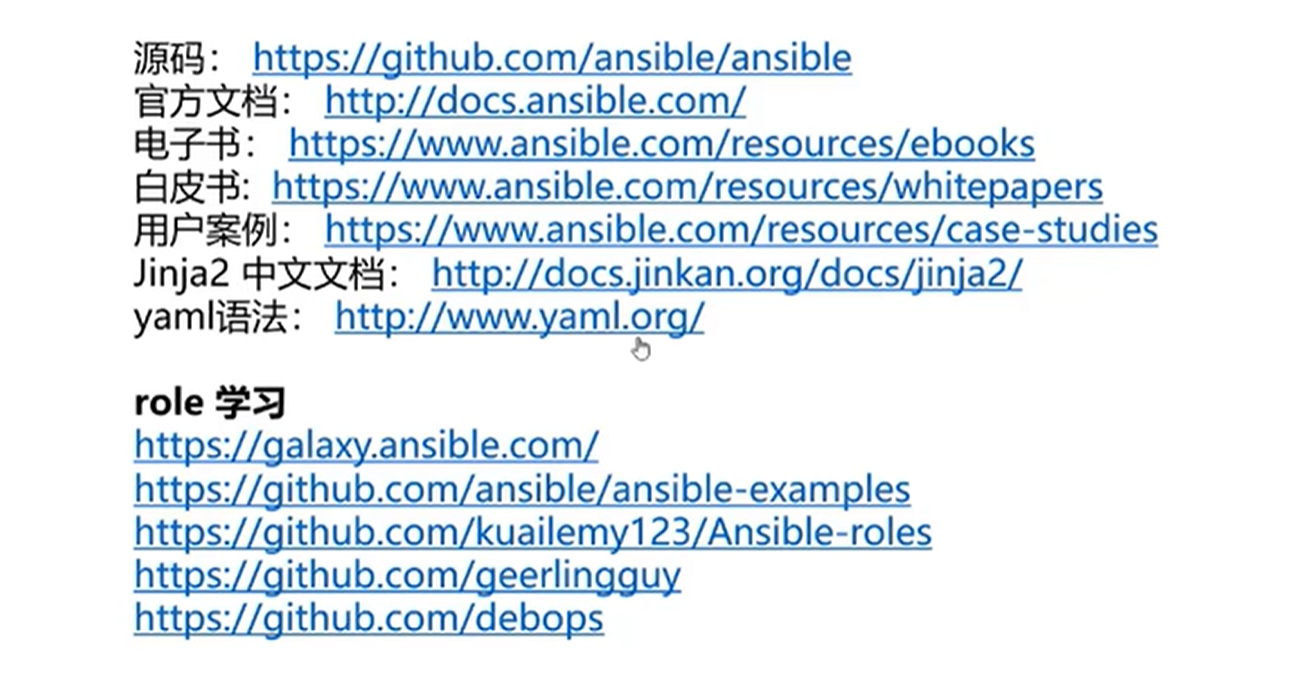 源码： https://github.com/ansible/ansible
官方文档： http://docs.ansible.com/
电子书： https://www.ansible.com/resources/ebooks
白皮书: https://www.ansible.com/resources/whitepapers
用户案例： https://www.ansible.com/resources/case-studies
Jinja2 中文文档： http://docs.jinkan.org/docs/jinja2/
yaml语法： http://www.yaml.org/
role 学习
https://galaxy.ansible.com/
https://github.com/ansible/ansible-examples
https://github.com/kuailemy123/Ansible-roles
https://github.com/geerlingguy
https://github.com/debops